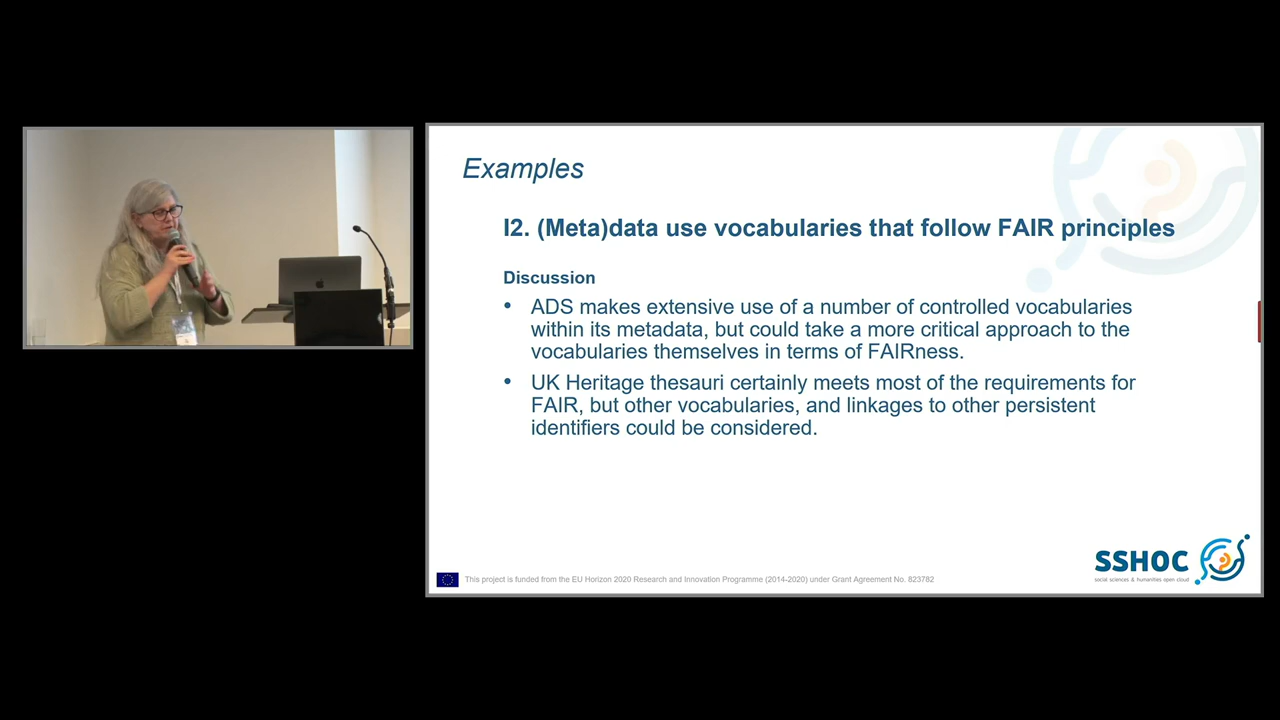 Examples
I2. (Meta)data use vocabularies that follow FAIR principles
Discussion
• ADS makes extensive use of a number of controlled vocabularies
within its metadata, but could take a more critical approach to the
vocabularies themselves in terms of FAIRness.
• UK Heritage thesauri certainly meets most of the requirements for
FAIR, but other vocabularies, and linkages to other persistent
identifiers could be considered.
This project is funded from the EU Horizon 2020 Research and Innovation Programme (2014-2020) under Grant Agreement No. 823782
SSHOC
social sciences & humanities open cloud